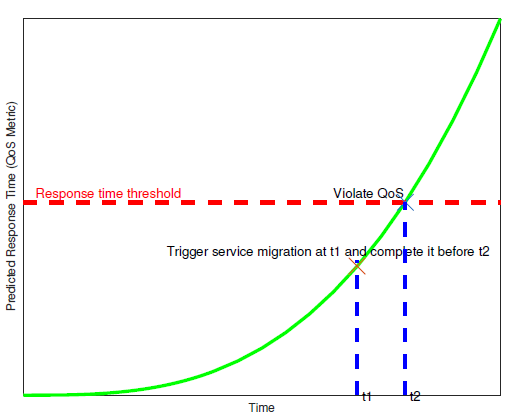 Predicted Response Time (QoS Metric)
Response time threshold
Violate QoS
Trigger service migration at t1 and complete it before t2
t1
t2
Time